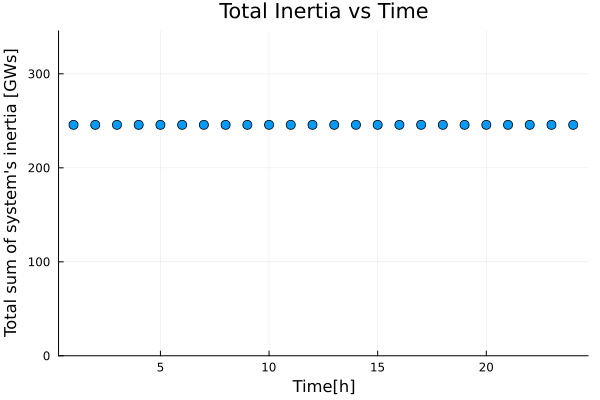 Total Inertia vs Time
Total sum of system's inertia [GWs]
300
200
100
0
5 10 15 20
Time[h]